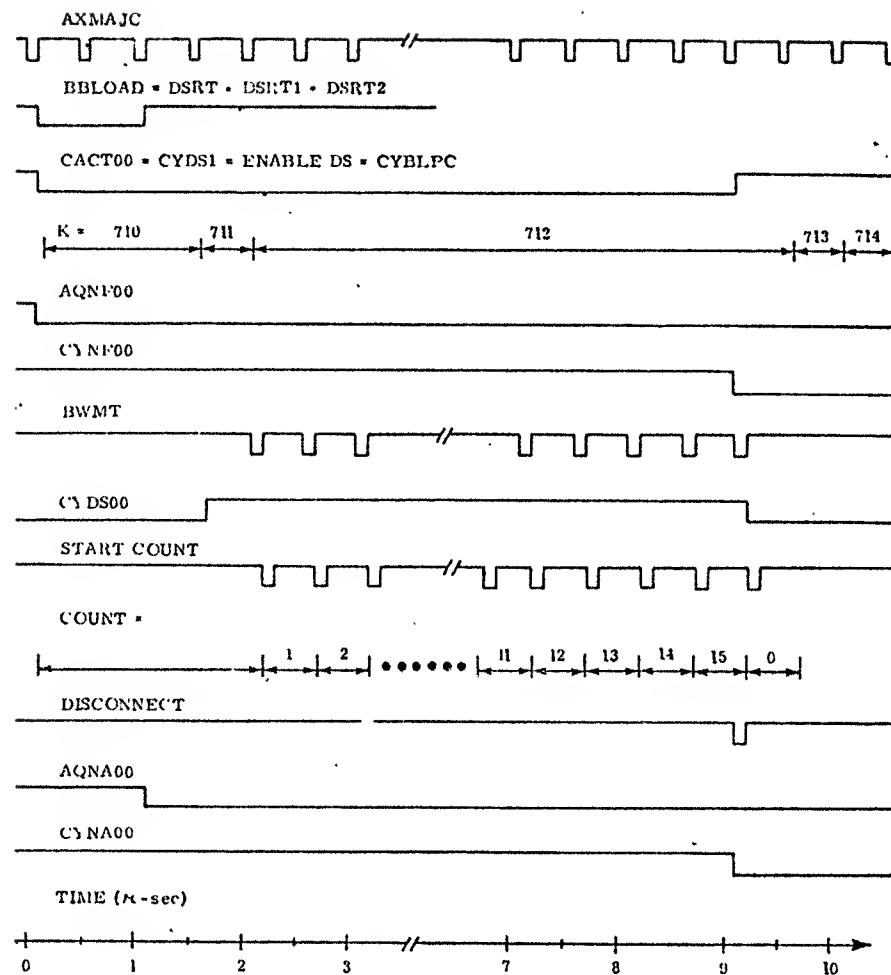 AXMAJC
BBLOAD = DSRT • DSRT1 • DSRT2
CACT00 = CYDS1 = ENABLE DS = CYBLPC
K = 710 711 712 713 714
AQNF00
CYNF00
BWMT
CYDS00
START COUNT
COUNT =
1 2 11 12 13 14 15 0
DISCONNECT
AQNA00
CYNA00
TIME (μ-sec)
0 1 2 3 7 8 9 10